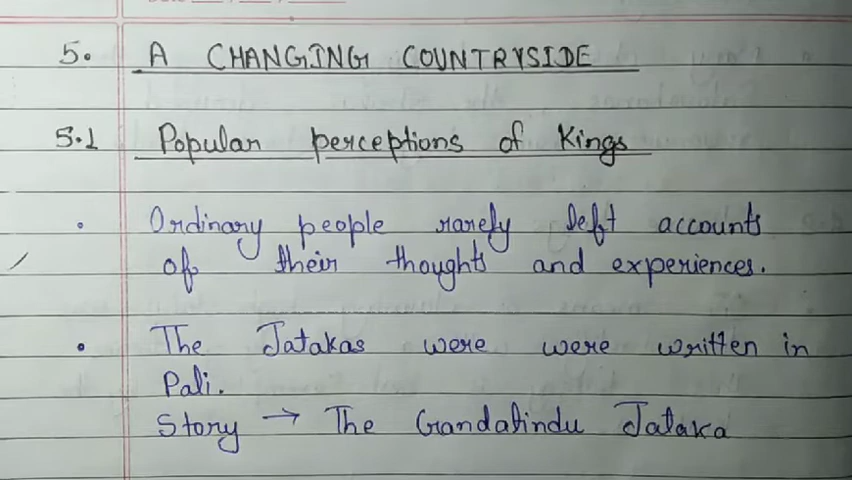 5. A CHANGING COUNTRYSIDE
5.1 Popular perceptions of Kings
• Ordinary people rarely left accounts
of their thoughts and experiences.
• The Jatakas were were written in
Pali.
Story → The Gandatindu Jataka